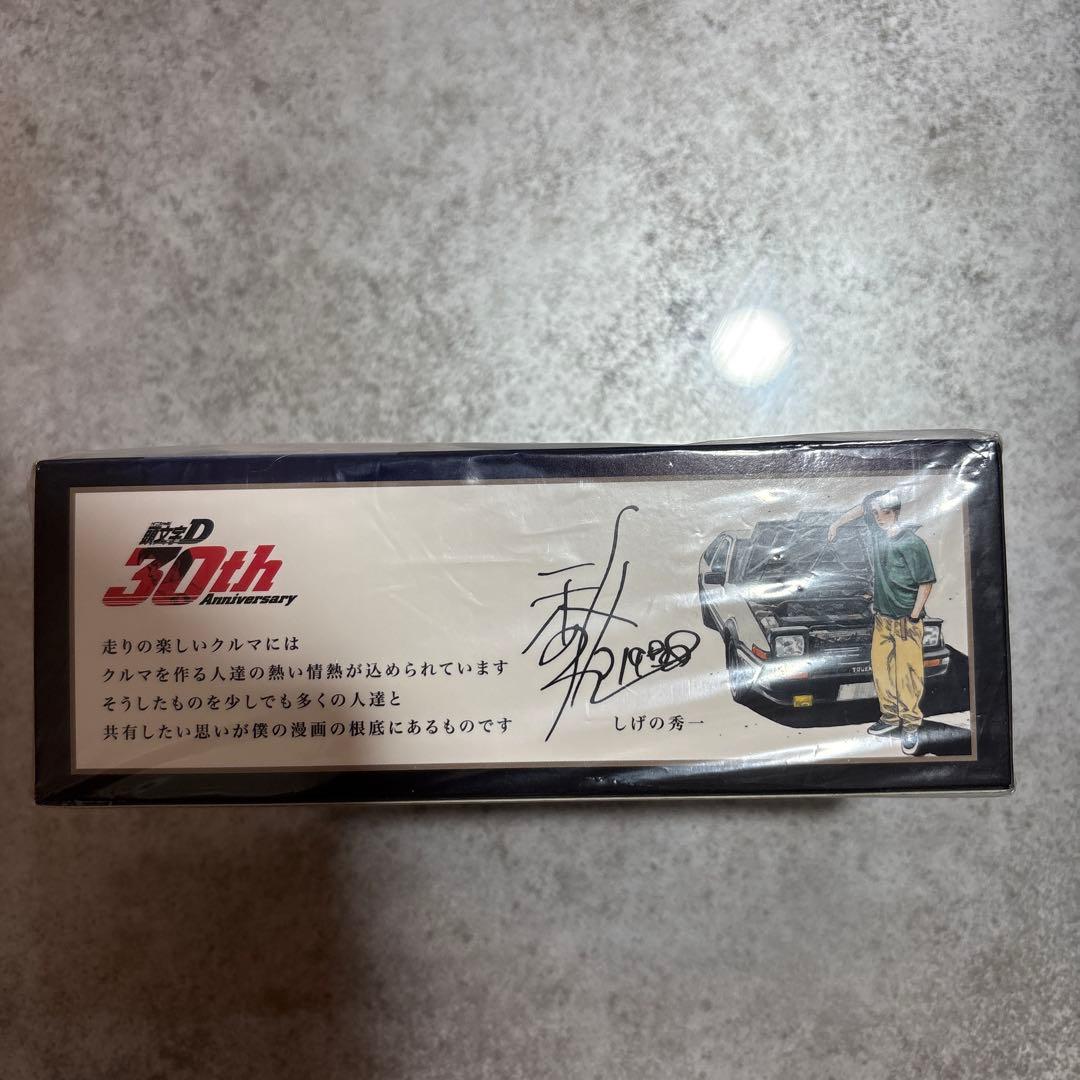 頭文字D
30th
Anniversary
走りの楽しいクルマには
クルマを作る人達の熱い情熱が込められています
そうしたものを少しでも多くの人達と
共有したい思いが僕の漫画の根底にあるものです
しげの秀一